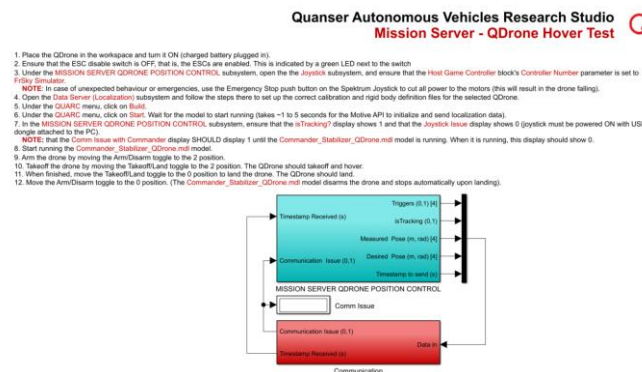 Quanser Autonomous Vehicles Research Studio
Mission Server - QDrone Hover Test
1. Place the QDrone in the workspace and turn it ON (charged battery plugged in).
2. Ensure that the ESC disable switch is OFF, that is, the ESCs are enabled. This is indicated by a green LED next to the switch
3. Under the MISSION SERVER QDRONE POSITION CONTROL subsystem, open the the Joystick subsystem, and ensure that the Host Game Controller block's Controller Number parameter is set to
FrSky Simulator.
NOTE: In case of unexpected behaviour or emergencies, use the Emergency Stop push button on the Spektrum Joystick to cut all power to the motors (this will result in the drone falling).
4. Open the Data Server (Localization) subsystem and follow the steps there to set up the correct calibration and rigid body definition files for the selected QDrone.
5. Under the QUARC menu, click on Build.
6. Under the QUARC menu, click on Start. Wait for the model to start running (takes ~1 to 5 seconds for the Motive API to initialize and send localization data).
7. In the MISSION SERVER QDRONE POSITION CONTROL subsystem, ensure that the isTracking? display shows 1 and that the Joystick Issue display shows 0 (joystick must be powered ON with USB
dongle attached to the PC).
NOTE: that the Comm Issue with Commander display SHOULD display 1 until the Commander_Stabilizer_QDrone.mdl model is running. When it is running, this display should show 0.
8. Start running the Commander_Stabilizer_QDrone.mdl model.
9. Arm the drone by moving the Arm/Disarm toggle to the 2 position.
10. Takeoff the drone by moving the Takeoff/Land toggle to the 2 position. The QDrone should takeoff and hover.
11. When finished, move the Takeoff/Land toggle to the 0 position to land the drone. The QDrone should land.
12. Move the Arm/Disarm toggle to the 0 position. (The Commander_Stabilizer_QDrone.mdl model disarms the drone and stops automatically upon landing).
Triggers (0,1) [4]
Timestamp Received (s)
isTracking (0,1)
Measured Pose (m, rad) [4]
Desired Pose (m, rad) [4]
Communication Issue (0,1)
Timestamp to send (s)
MISSION SERVER QDRONE POSITION CONTROL
Comm Issue
Communication Issue (0,1)
Data In
Timestamp Received (s)
Communication